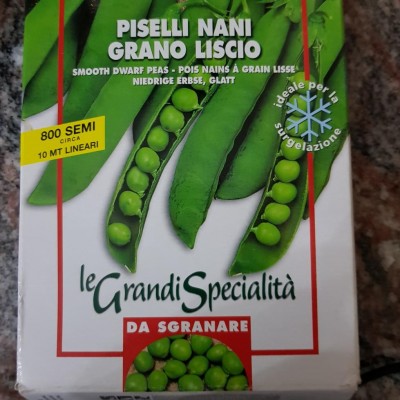 PISELLI NANI
GRANO LISCIO
SMOOTH DWARF PEAS - POIS NAINS À GRAIN LISSE
NIEDRIGE ERBSE, GLATT
ideale per la
surgelazione
800 SEMI
CIRCA
10 MT LINEARI
le Grandi Specialità
DA SGRANARE